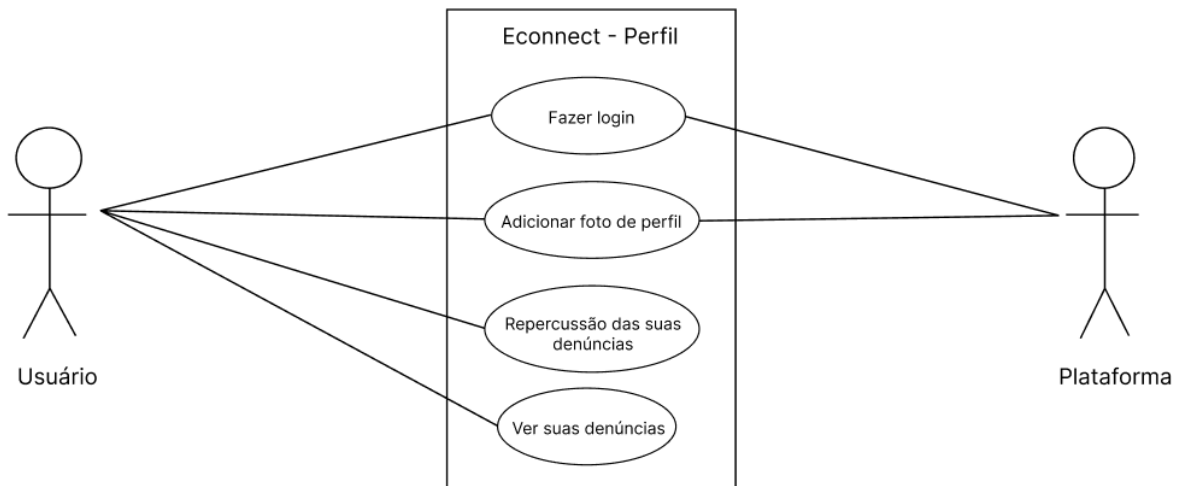 Econnect - Perfil
Fazer login
Adicionar foto de perfil
Repercussão das suas
denúncias
Ver suas denúncias
Usuário
Plataforma